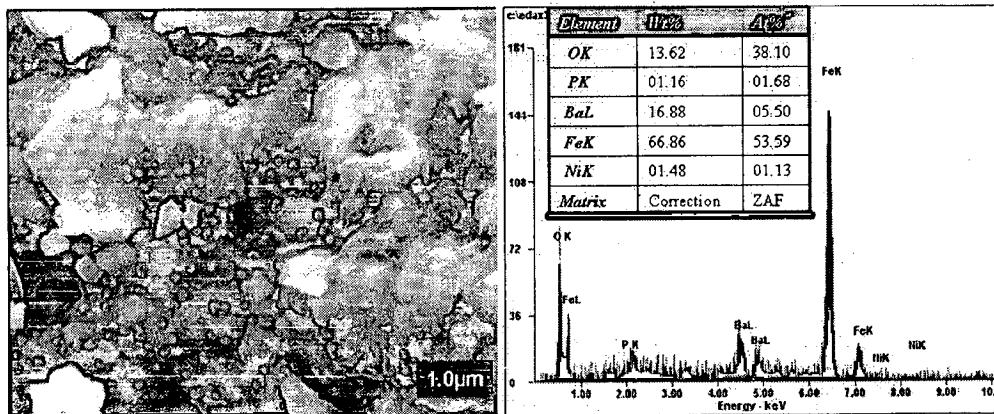 1.0µm
c:\edax
Element Wt% At%
OK 13.62 38.10
PK 01.16 01.68
BaL 16.88 05.50
FeK 66.86 53.59
NiK 01.48 01.13
Matrix Correction ZAF
181
144
108
72
36
0
O K
FeL
P K
BaL
BaL
FeK
FeK
NiK
NiK
1.00 2.00 3.00 4.00 5.00 6.00 7.00 8.00 9.00 10.
Energy - keV